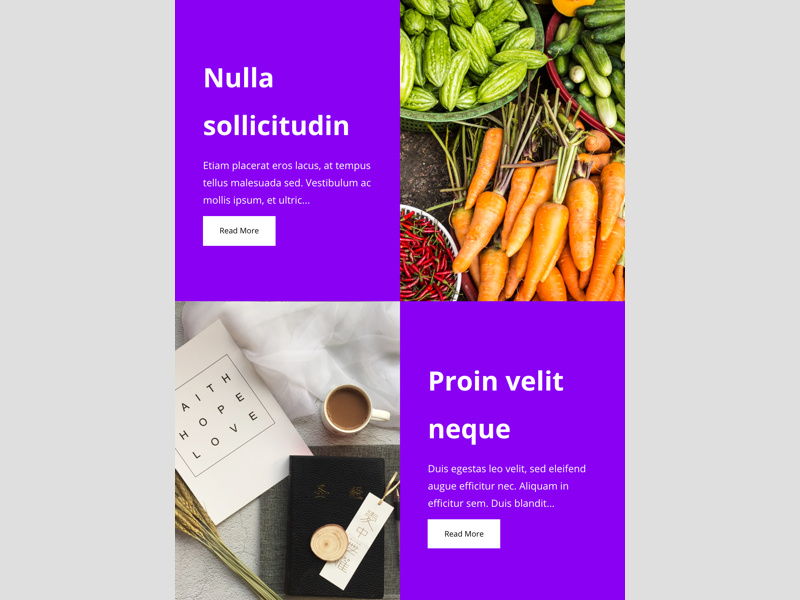 Nulla
sollicitudin
Etiam placerat eros lacus, at tempus
tellus malesuada sed. Vestibulum ac
mollis ipsum, et ultric...
Read More
AITH
HOPE
LOVE
Proin velit
neque
Duis egestas leo velit, sed eleifend
augue efficitur nec. Aliquam in
efficitur sem. Duis blandit...
Read More